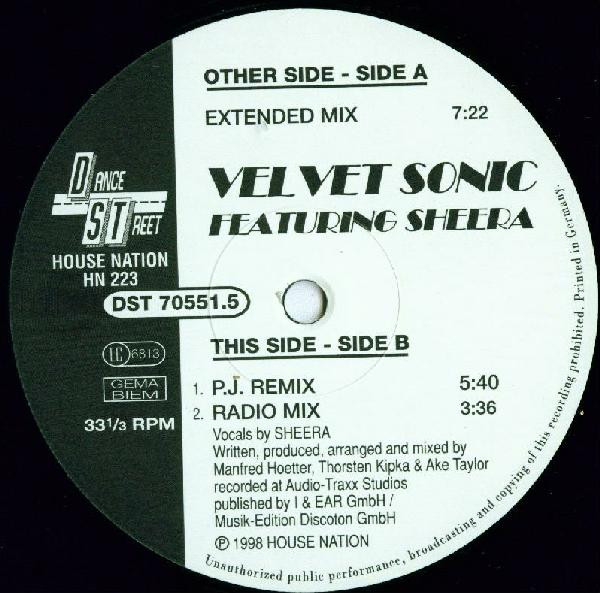 OTHER SIDE - SIDE A
EXTENDED MIX 7:22
VELVET SONIC
FEATURING SHEERA
DANCE
STREET
HOUSE NATION
HN 223
DST 70551.5
LC 6813
GEMA
BIEM
33 1/3 RPM
THIS SIDE - SIDE B
1. P.J. REMIX 5:40
2. RADIO MIX 3:36
Vocals by SHEERA
Written, produced, arranged and mixed by
Manfred Hoetter, Thorsten Kipka & Ake Taylor
recorded at Audio-Traxx Studios
published by I & EAR GmbH /
Musik-Edition Discoton GmbH
℗ 1998 HOUSE NATION
Unauthorized public performance, broadcasting and copying of this recording prohibited. Printed in Germany.